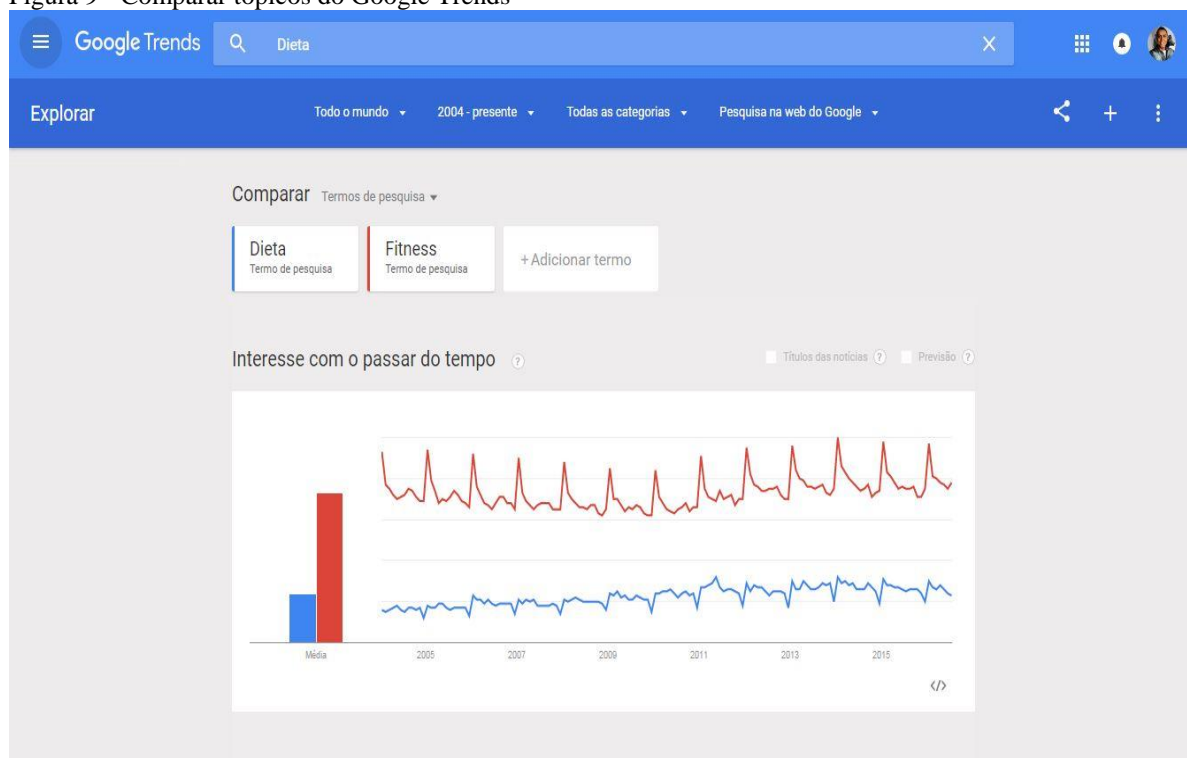 Figura 9 - Comparar tópicos do Google Trends
Google Trends Dieta X
Explorar Todo o mundo 2004 - presente Todas as categorias Pesquisa na web do Google
Comparar Termos de pesquisa
Dieta Fitness +Adicionar termo
Termo de pesquisa Termo de pesquisa
Interesse com o passar do tempo ? Títulos das notícias ? Previsão ?
Média 2005 2007 2009 2011 2013 2015
</>